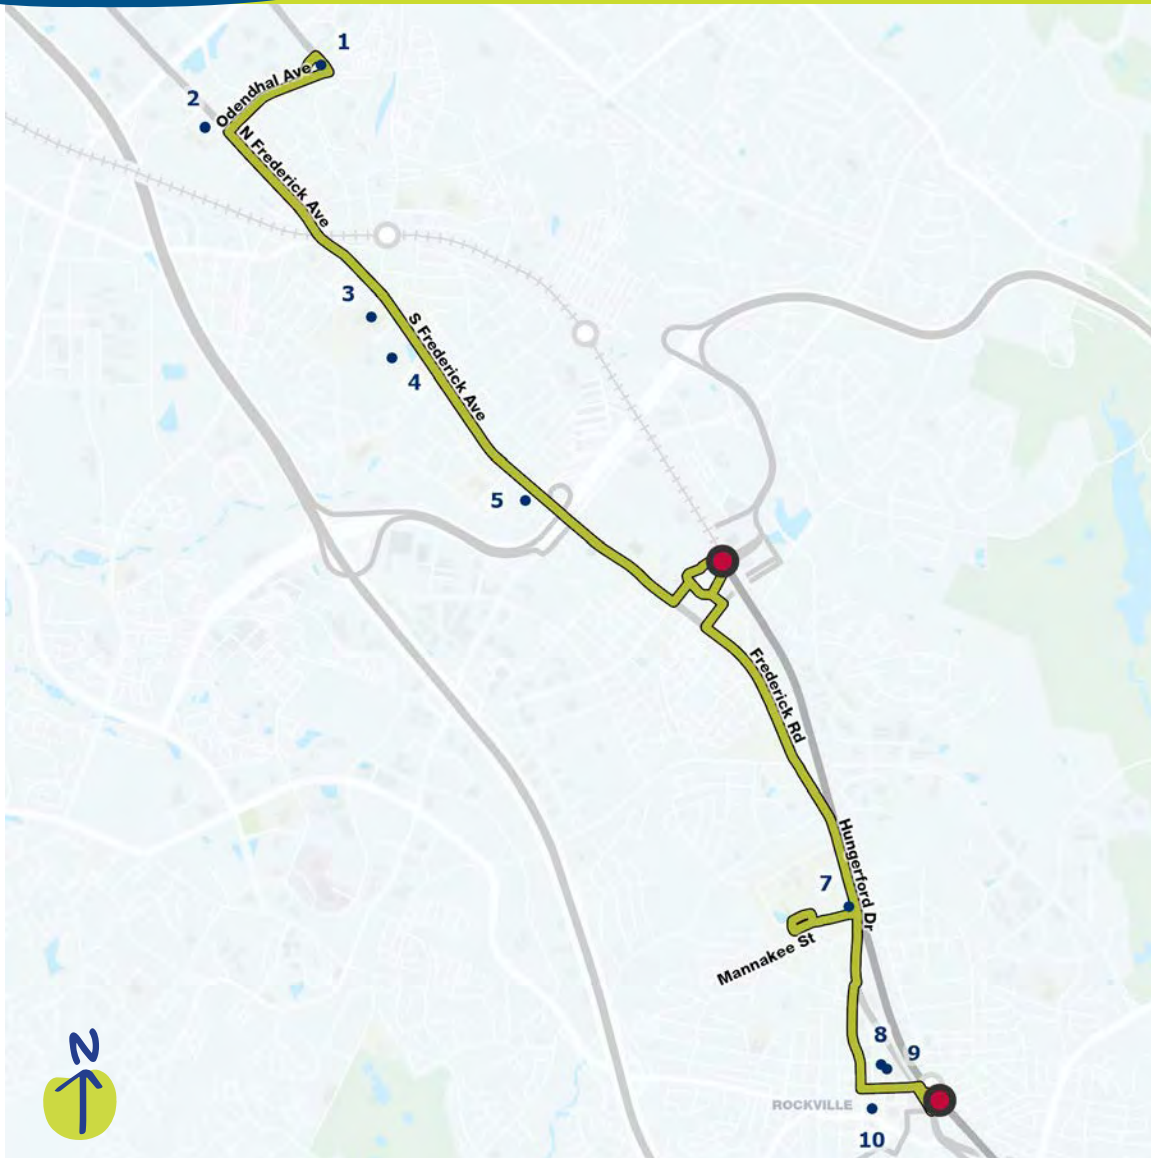 1
Odendhal Ave
2
N Frederick Ave
3
S Frederick Ave
4
5
Frederick Rd
Hungerford Dr
7
Mannakee St
8
9
ROCKVILLE
10
N